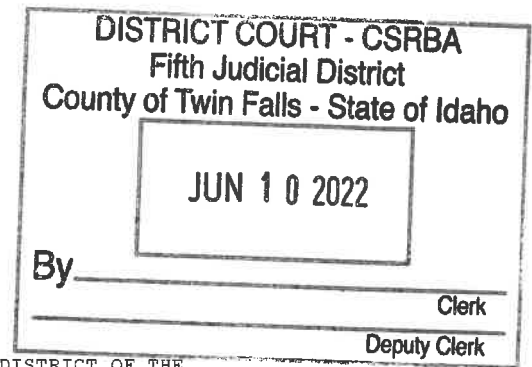 DISTRICT COURT - CSRBA
Fifth Judicial District
County of Twin Falls - State of Idaho
JUN 10 2022
By
Clerk
Deputy Clerk
DISTRICT OF THE